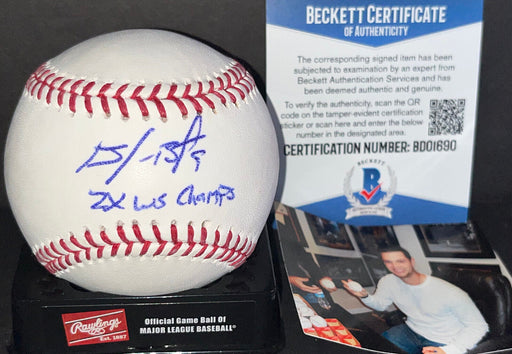 2X WS CHAMPS
Rawlings
Est. 1887
Official Game Ball Of
MAJOR LEAGUE BASEBALL®
BECKETT CERTIFICATE
OF AUTHENTICITY
The corresponding signed item has been
subjected to examination by an expert from
Beckett Authentication Services and has
been deemed authentic and genuine.
To verify the authenticity, scan the QR
code on the tamper-evident certification
sticker or scan here and enter the below
number in the designated area.
CERTIFICATION NUMBER: BD01690
BECKETT
B